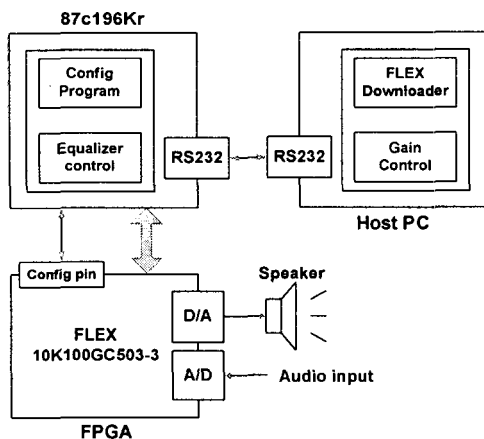 87c196Kr
Config
Program
Equalizer
control
RS232
RS232
FLEX
Downloader
Gain
Control
Host PC
Config pin
FLEX
10K100GC503-3
D/A
A/D
Speaker
Audio input
FPGA